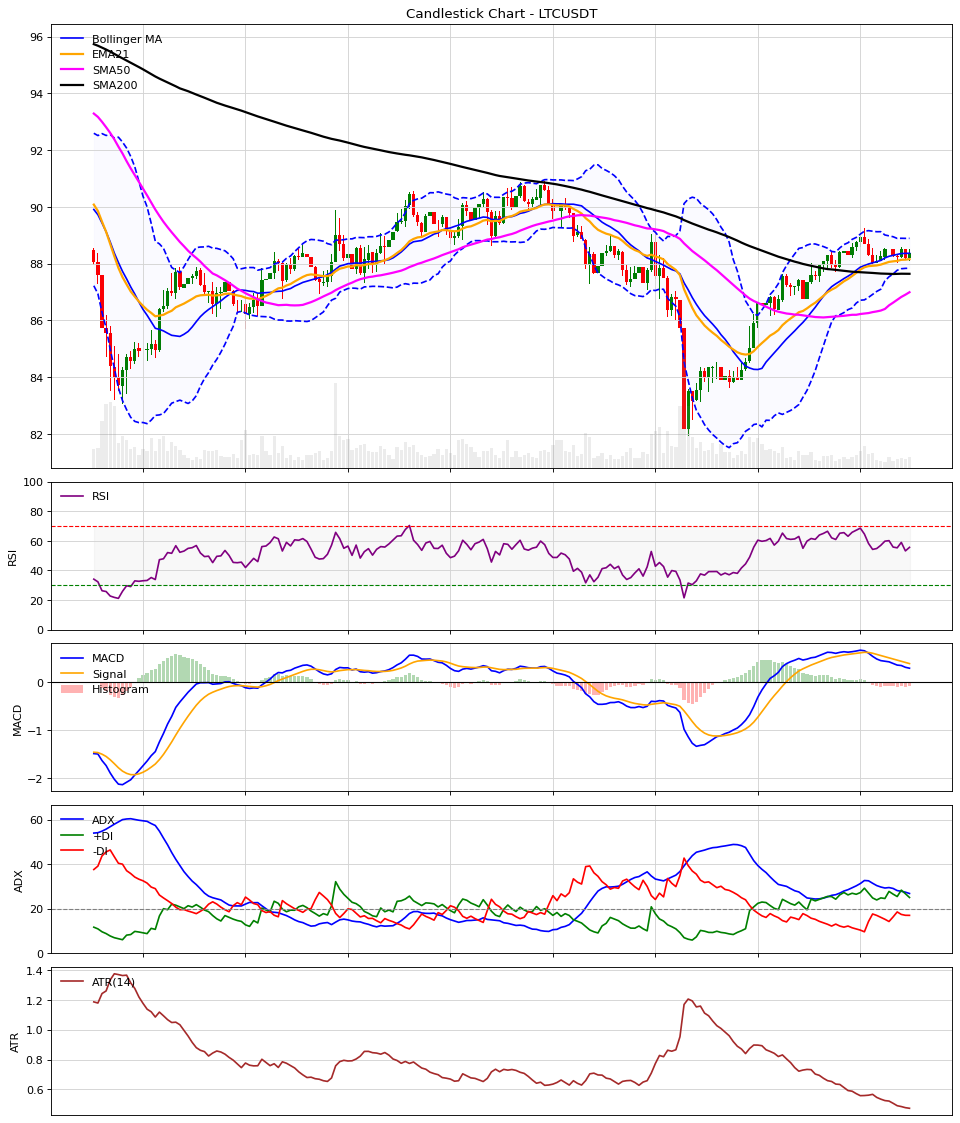 Candlestick Chart - LTCUSDT
96
94
92
90
88
86
84
82
Bollinger MA
EMA21
SMA50
SMA200
RSI
100
80
60
40
20
0
RSI
MACD
0
−1
−2
MACD
Signal
Histogram
ADX
60
40
20
0
ADX
+DI
-DI
ATR
1.4
1.2
1.0
0.8
0.6
ATR(14)